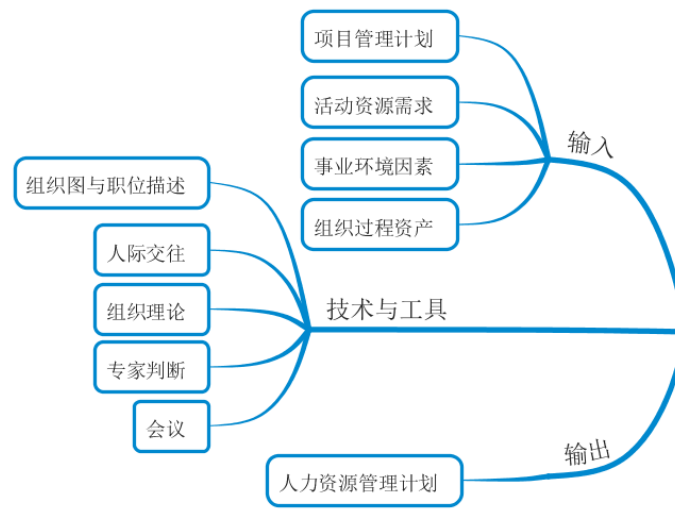 项目管理计划
活动资源需求
事业环境因素
组织过程资产
输入
组织图与职位描述
人际交往
组织理论
专家判断
会议
技术与工具
人力资源管理计划
输出